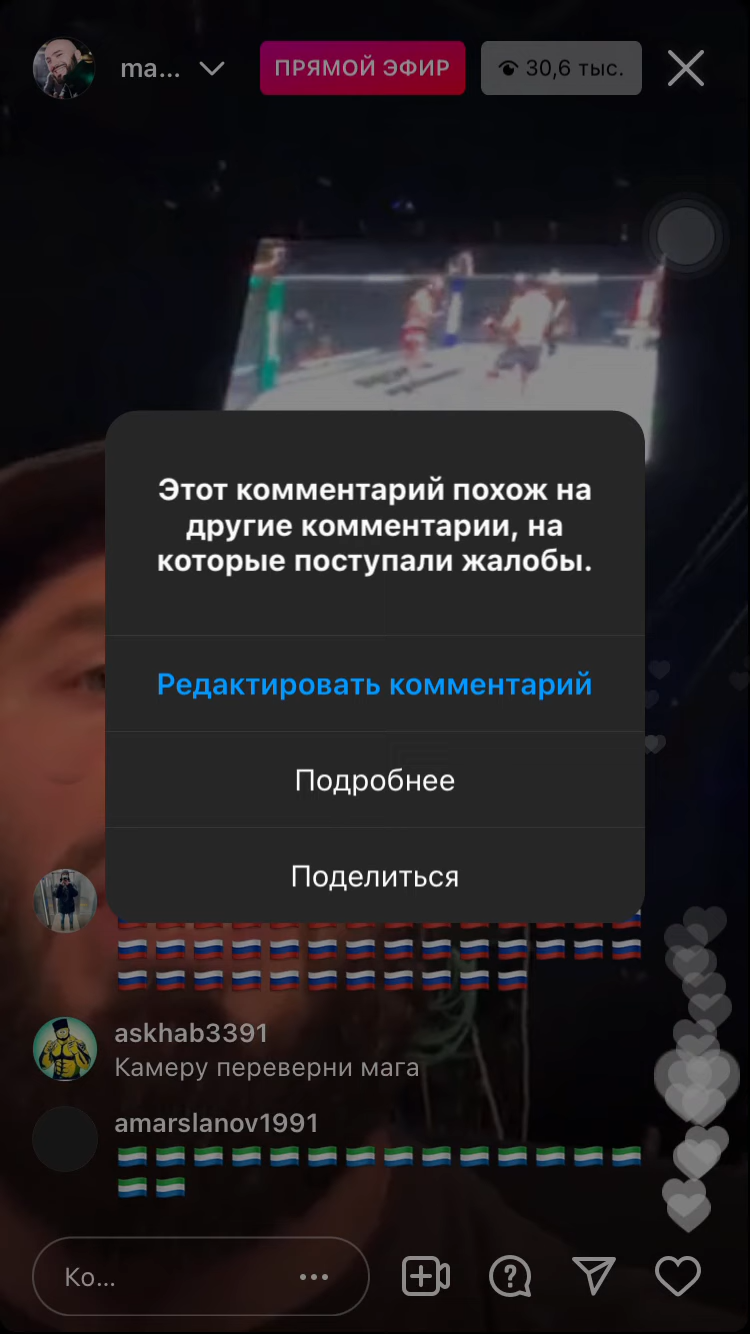 ma...
ПРЯМОЙ ЭФИР
30,6 тыс.
Этот комментарий похож на
другие комментарии, на
которые поступали жалобы.
Редактировать комментарий
Подробнее
Поделиться
askhab3391
Камеру переверни мага
amarslanov1991
Ко...